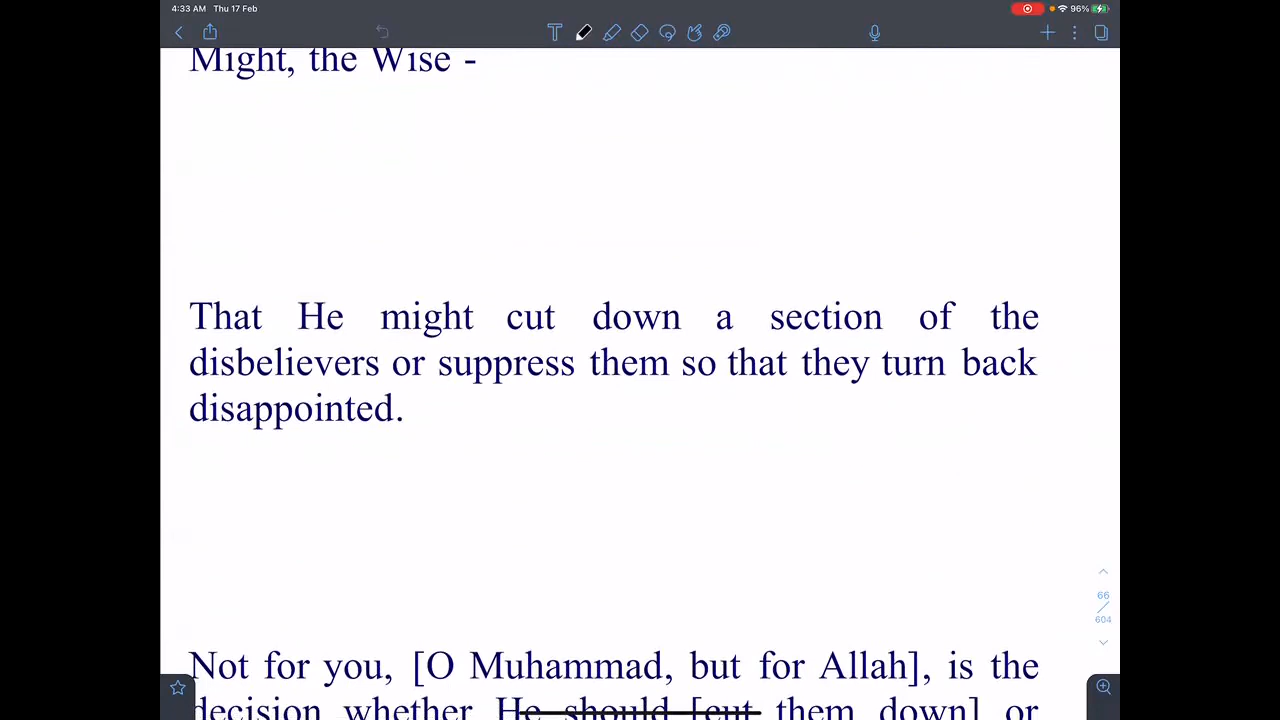 4:33 AM Thu 17 Feb 96%
Might, the Wise -
That He might cut down a section of the
disbelievers or suppress them so that they turn back
disappointed.
66
604
Not for you, [O Muhammad, but for Allah], is the
decision whether He should [cut them down] or